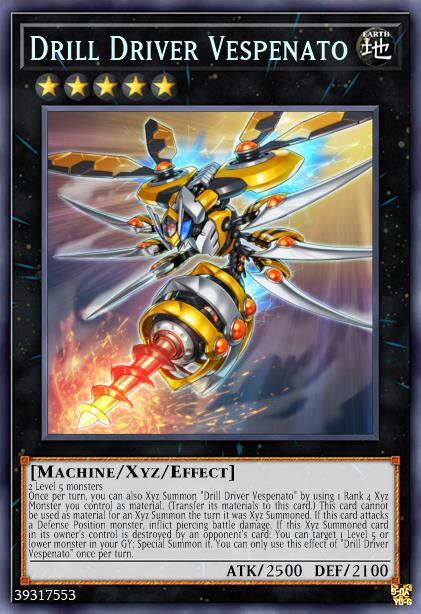 DRILL DRIVER VESPENATO
EARTH
地
[MACHINE/XYZ/EFFECT]
2 Level 5 monsters
Once per turn, you can also Xyz Summon "Drill Driver Vespenato" by using 1 Rank 4 Xyz
Monster you control as material. (Transfer its materials to this card.) This card cannot
be used as material for an Xyz Summon the turn it was Xyz Summoned. If this card attacks
a Defense Position monster, inflict piercing battle damage. If this Xyz Summoned card
in its owner's control is destroyed by an opponent's card: You can target 1 Level 5 or
lower monster in your GY; Special Summon it. You can only use this effect of "Drill Driver
Vespenato" once per turn.
ATK/2500 DEF/2100
39317553